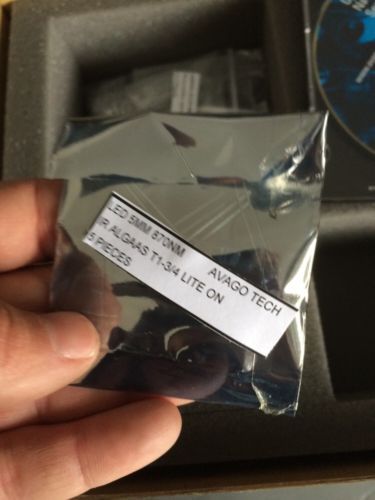 LED 5MM 870NM AVAGO TECH
IR ALGAAS T1-3/4 LITE ON
5 PIECES